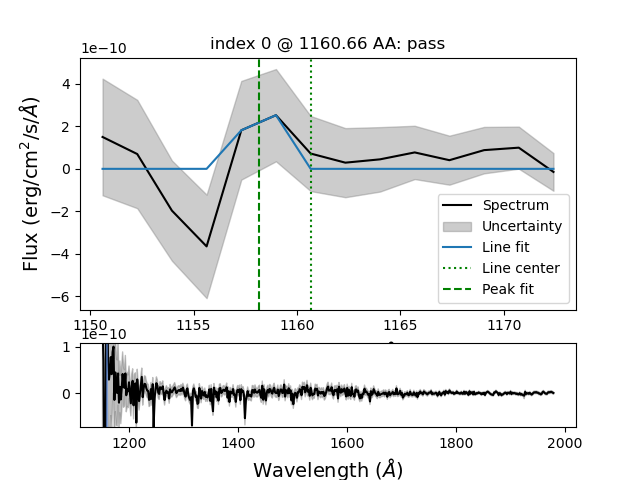 index 0 @ 1160.66 AA: pass
1e−10
4
2
0
−2
−4
−6
Flux (erg/cm²/s/Å)
Spectrum
Uncertainty
Line fit
Line center
Peak fit
1150 1155 1160 1165 1170
1e−10
1
0
1200 1400 1600 1800 2000
Wavelength (Å)